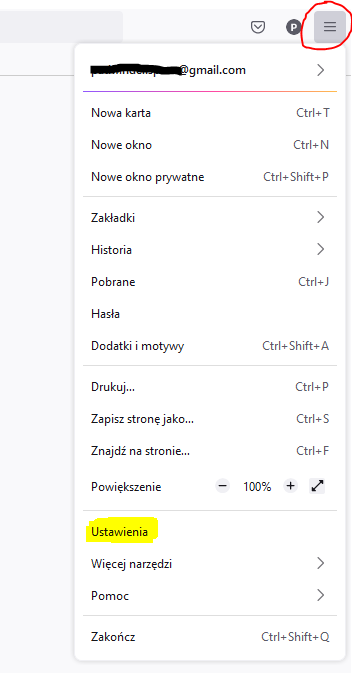 P
@gmail.com
Nowa karta Ctrl+T
Nowe okno Ctrl+N
Nowe okno prywatne Ctrl+Shift+P
Zakładki
Historia
Pobrane Ctrl+J
Hasła
Dodatki i motywy Ctrl+Shift+A
Drukuj... Ctrl+P
Zapisz stronę jako... Ctrl+S
Znajdź na stronie... Ctrl+F
Powiększenie − 100% +
Ustawienia
Więcej narzędzi
Pomoc
Zakończ Ctrl+Shift+Q